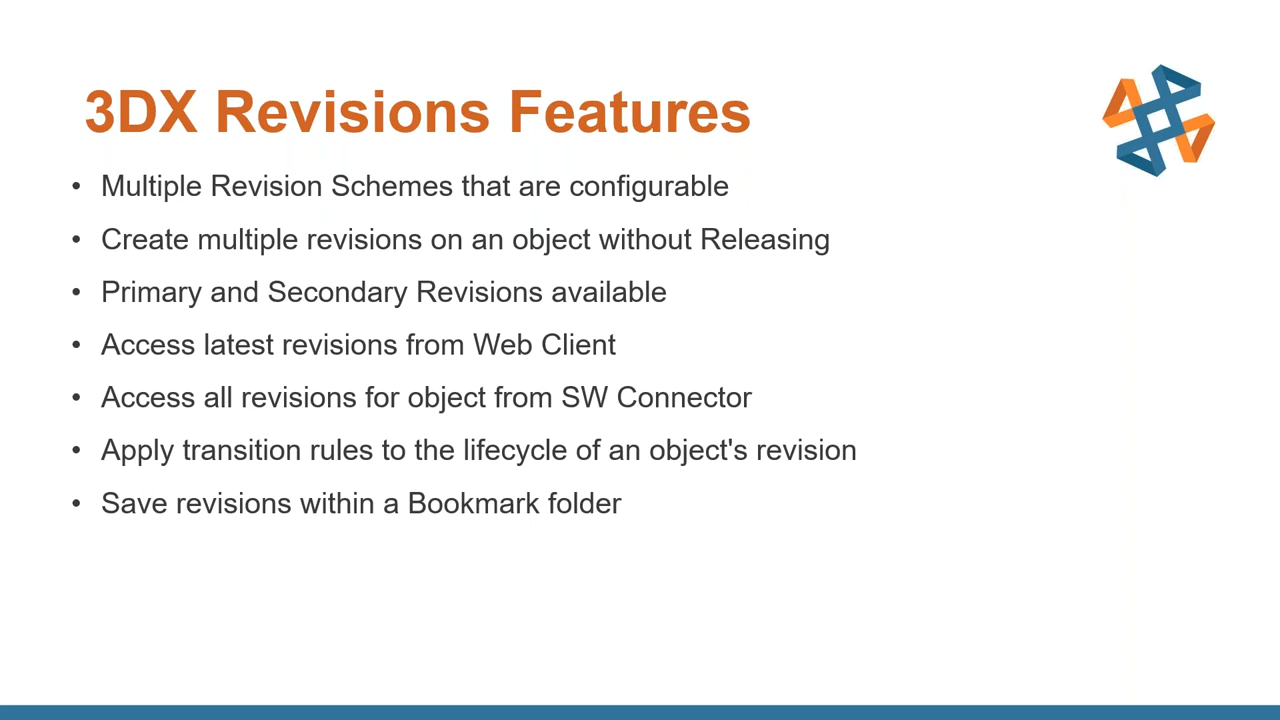 3DX Revisions Features
• Multiple Revision Schemes that are configurable
• Create multiple revisions on an object without Releasing
• Primary and Secondary Revisions available
• Access latest revisions from Web Client
• Access all revisions for object from SW Connector
• Apply transition rules to the lifecycle of an object's revision
• Save revisions within a Bookmark folder